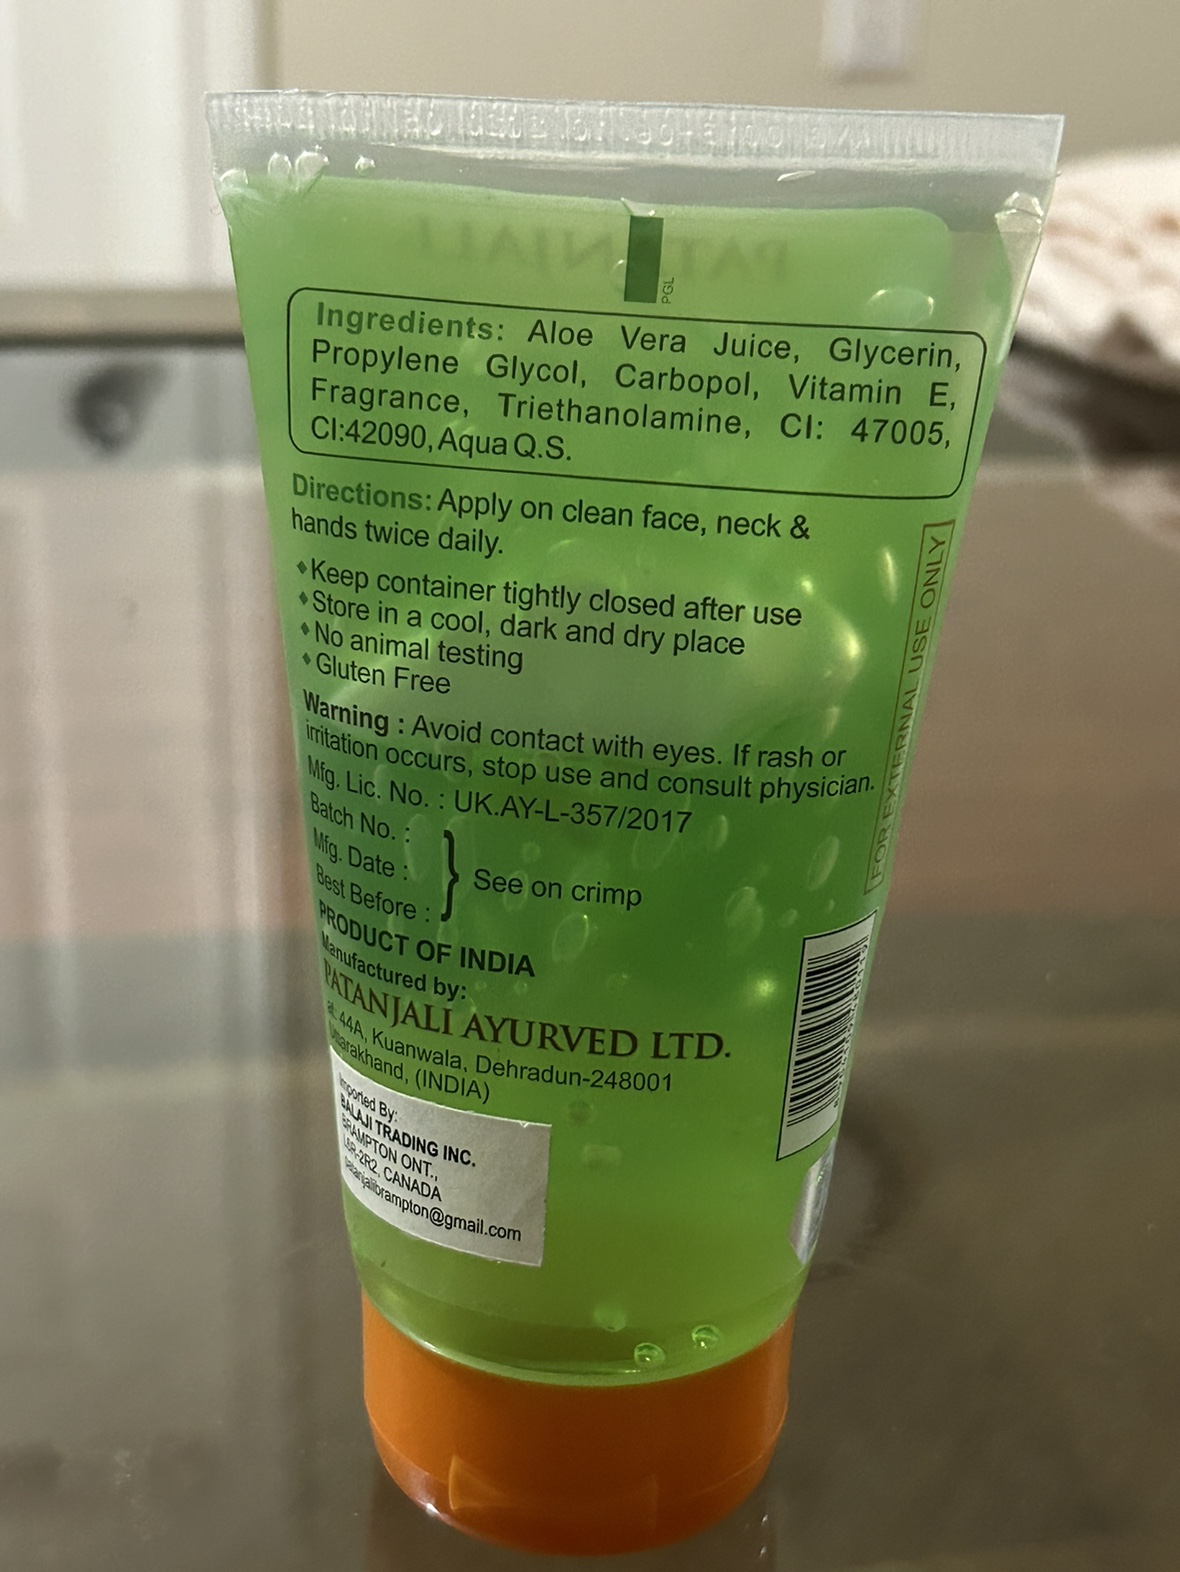 PATANJALI
PGL
Ingredients: Aloe Vera Juice, Glycerin,
Propylene Glycol, Carbopol, Vitamin E,
Fragrance, Triethanolamine, CI: 47005,
CI:42090, Aqua Q.S.
Directions: Apply on clean face, neck &
hands twice daily.
Keep container tightly closed after use
Store in a cool, dark and dry place
No animal testing
Gluten Free
Warning : Avoid contact with eyes. If rash or
irritation occurs, stop use and consult physician.
Mfg. Lic. No. : UK.AY-L-357/2017
Batch No. :
Mfg. Date :
Best Before :
See on crimp
PRODUCT OF INDIA
Manufactured by:
PATANJALI AYURVED LTD.
at. 44A, Kuanwala, Dehradun-248001
Uttarakhand, (INDIA)
FOR EXTERNAL USE ONLY
Imported By:
BALAJI TRADING INC.
BRAMPTON ONT.,
L6R-2R2, CANADA
patanjalibrampton@gmail.com